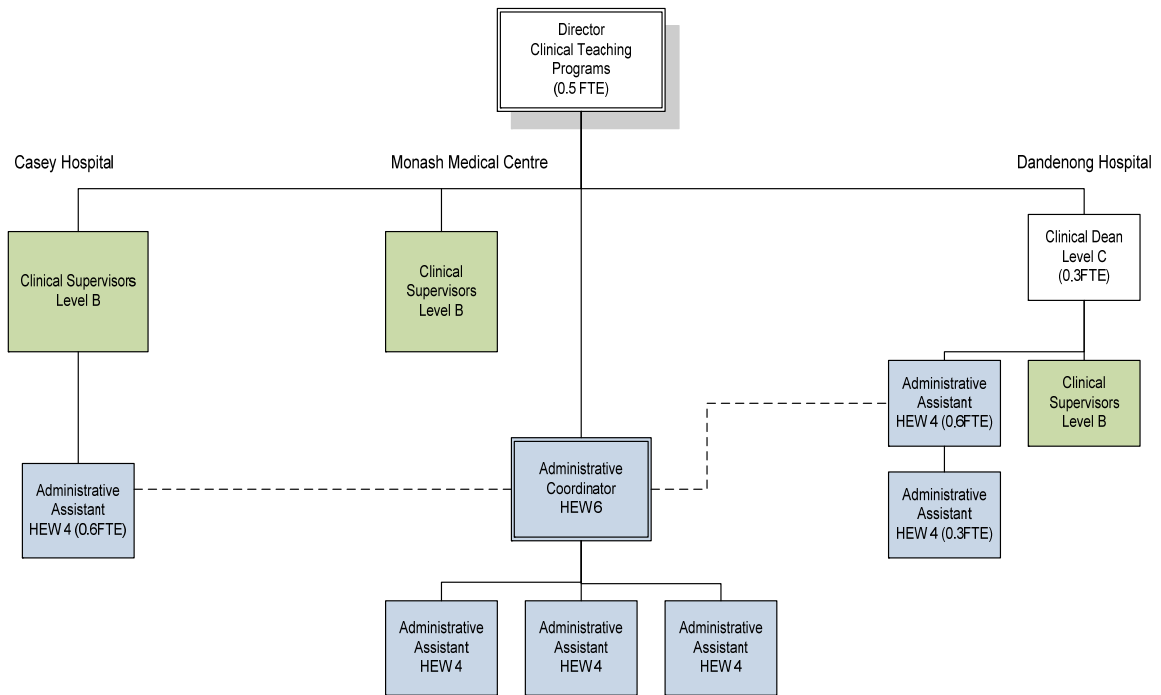 Director
Clinical Teaching
Programs
(0.5 FTE)
Casey Hospital
Monash Medical Centre
Dandenong Hospital
Clinical Supervisors
Level B
Clinical
Supervisors
Level B
Clinical Dean
Level C
(0.3FTE)
Administrative
Assistant
HEW 4 (0.6FTE)
Clinical
Supervisors
Level B
Administrative
Assistant
HEW 4 (0.6FTE)
Administrative
Coordinator
HEW 6
Administrative
Assistant
HEW 4 (0.3FTE)
Administrative
Assistant
HEW 4
Administrative
Assistant
HEW 4
Administrative
Assistant
HEW 4